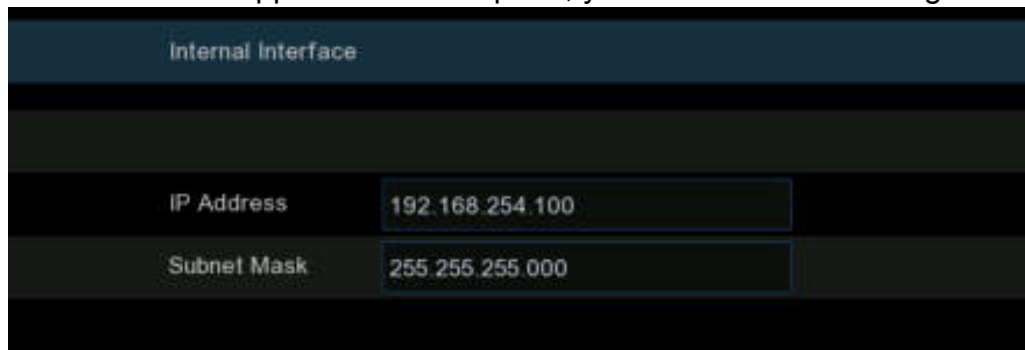 Internal Interface
IP Address 192.168.254.100
Subnet Mask 255.255.255.000